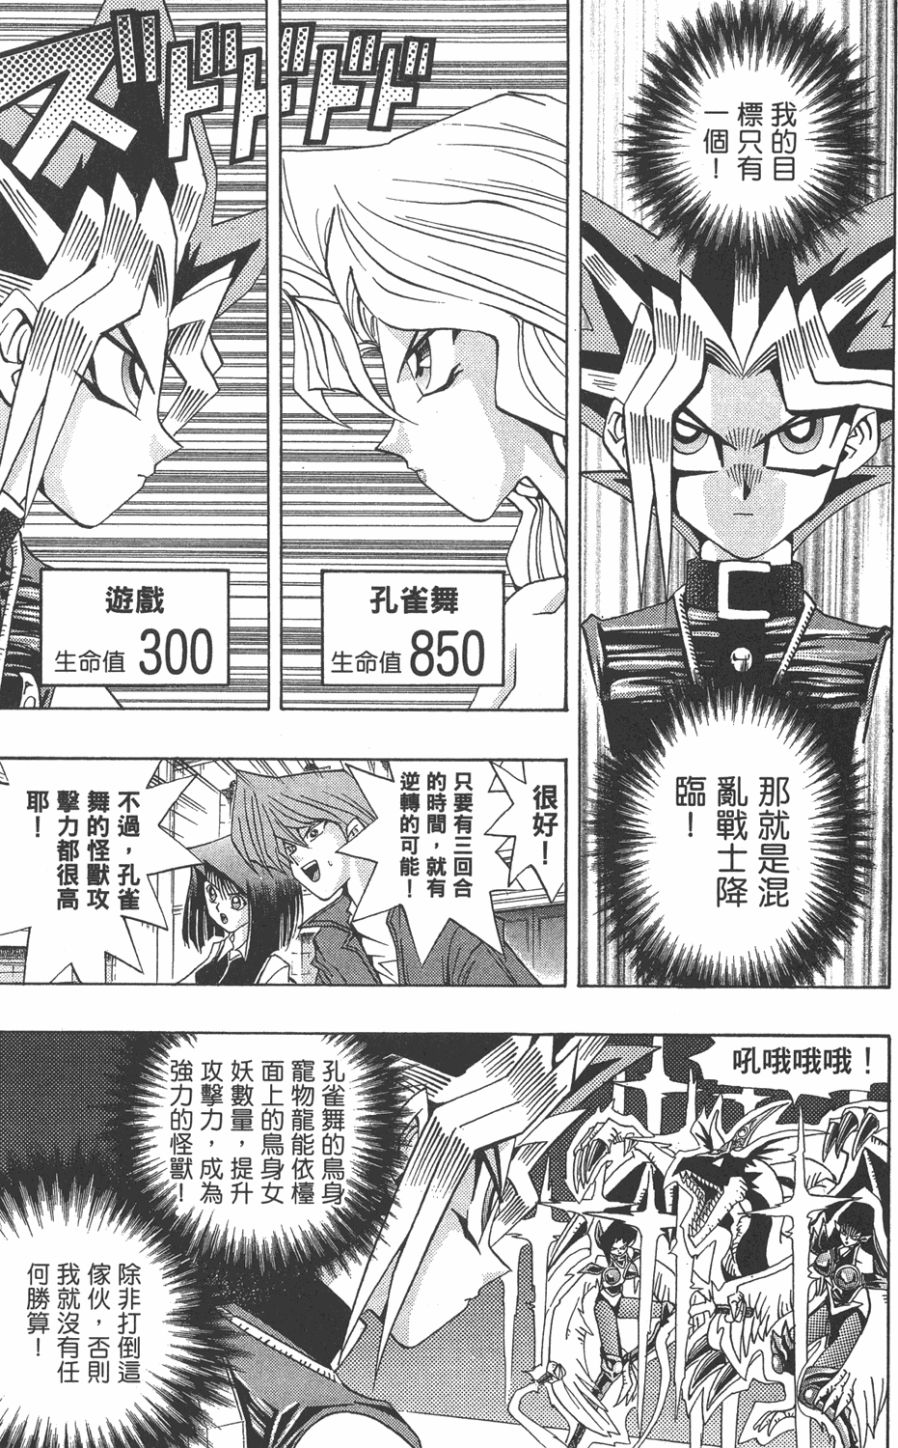 我的目
標只有
一個！
那就是混
亂戰士降
臨！
ズドドドド
孔雀舞
生命值 850
遊戲
生命值 300
很好！
只要有三回合
的時間，就有
逆轉的可能！
不過，孔雀
舞的怪獸攻
擊力都很高
耶！
吼哦哦哦！
孔雀舞的鳥身
寵物龍能依檯
面上的鳥身女
妖數量，提升
攻擊力，成為
強力的怪獸！
除非打倒這
傢伙，否則
我就沒有任
何勝算！